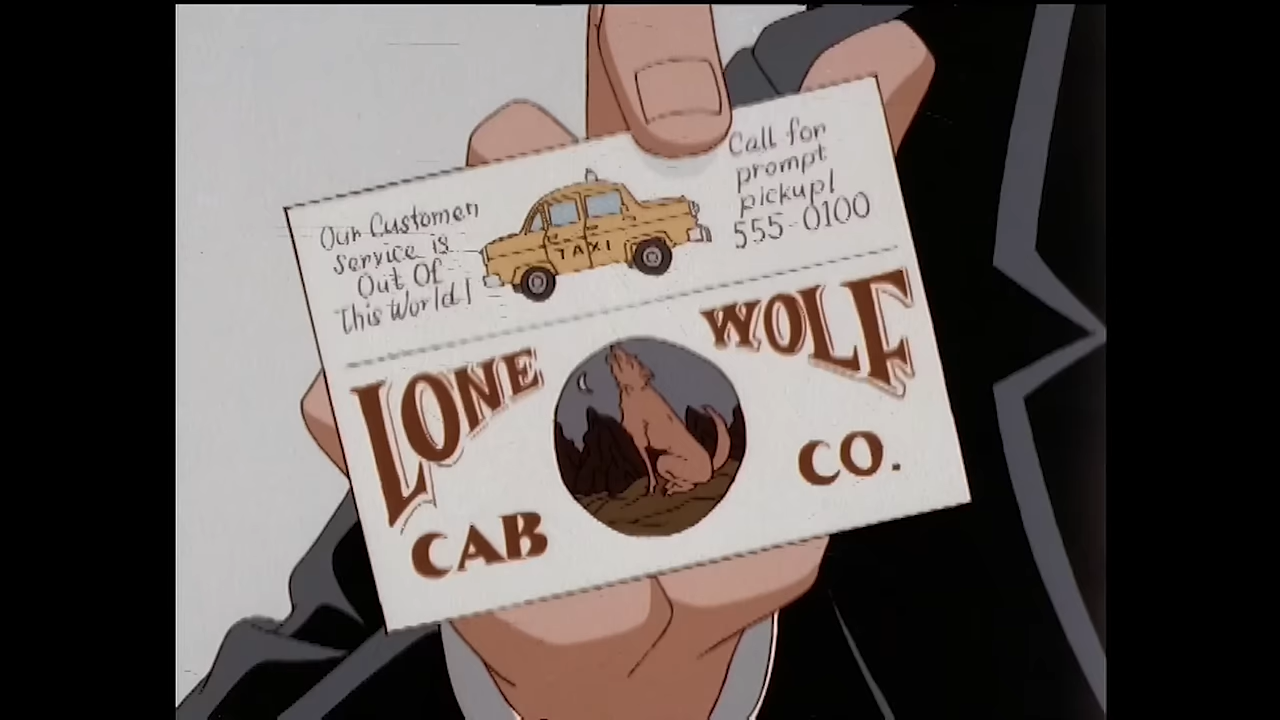 Our Customer
Service is
Out Of
This World!
TAXI
Call for
prompt
pickup!
555-0100
LONE WOLF
CAB CO.